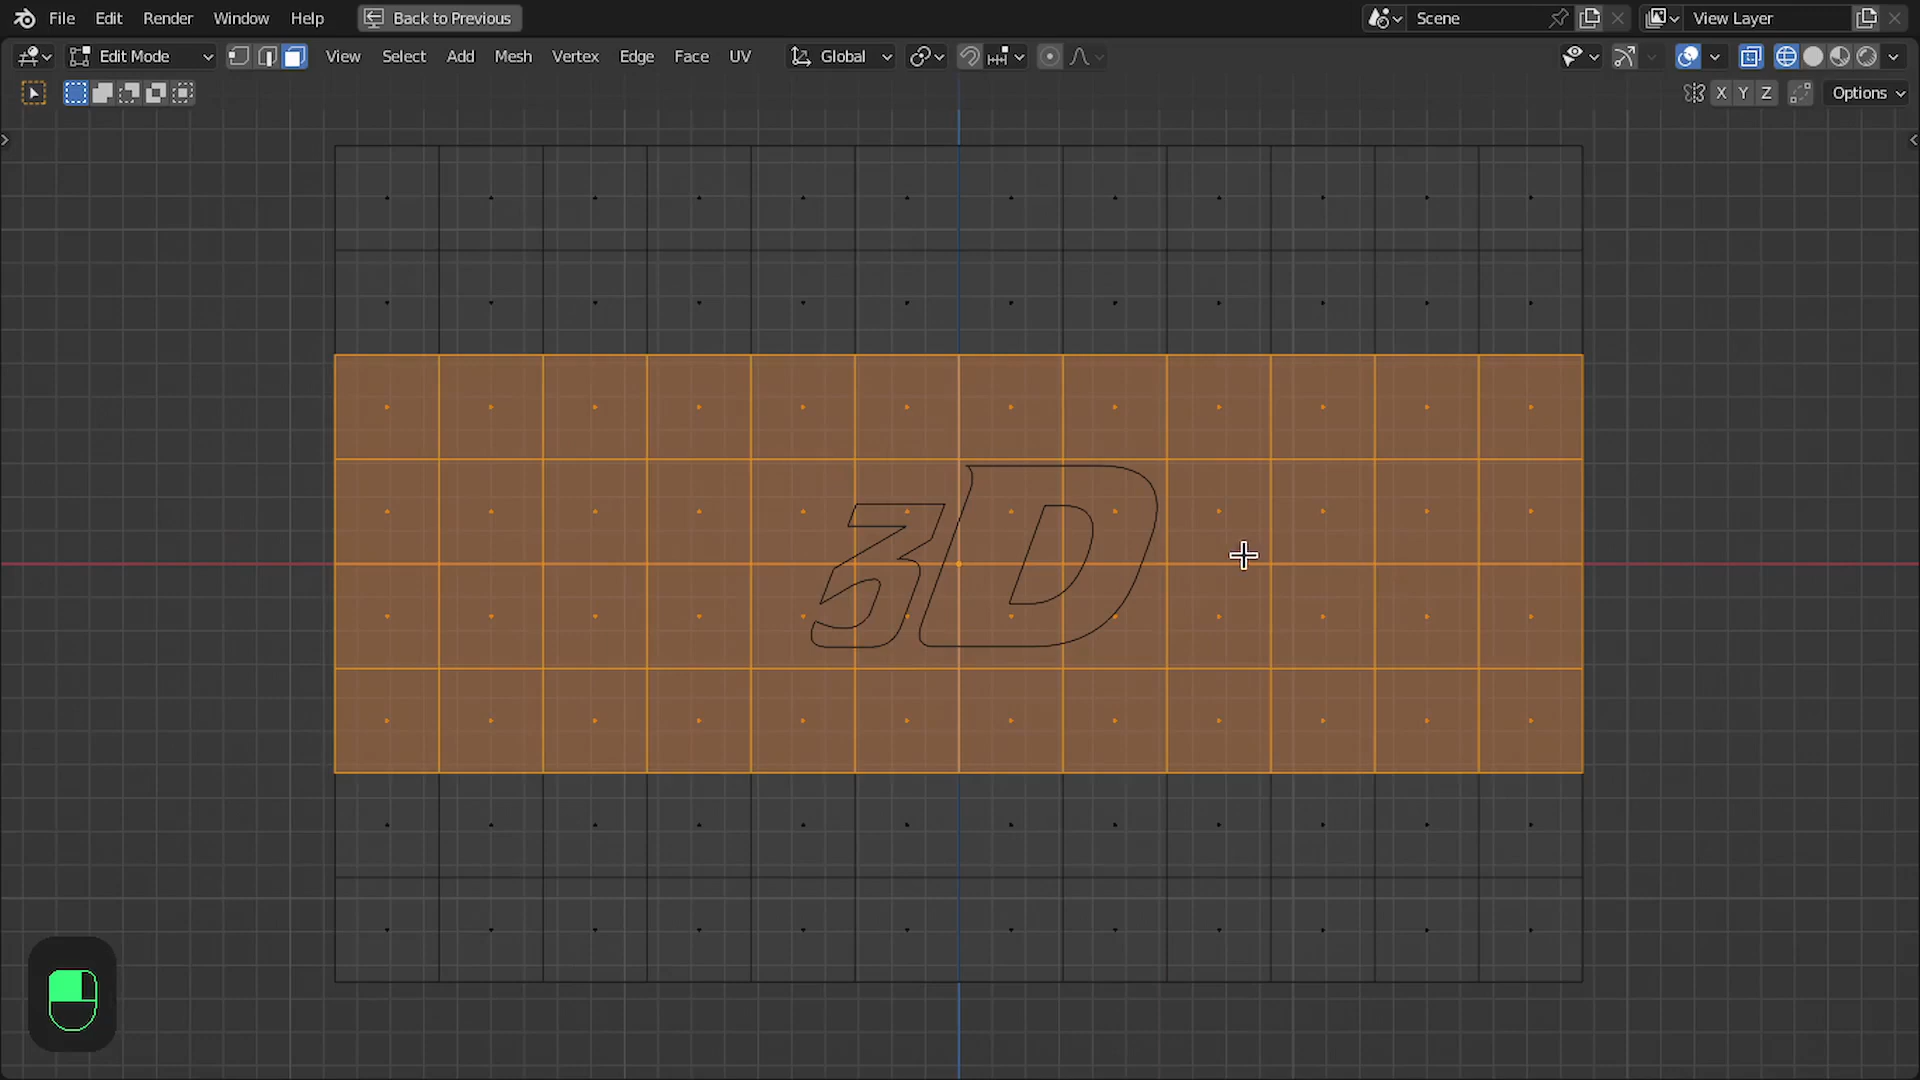 File Edit Render Window Help Back to Previous Scene View Layer
Edit Mode View Select Add Mesh Vertex Edge Face UV Global
X Y Z Options
3D